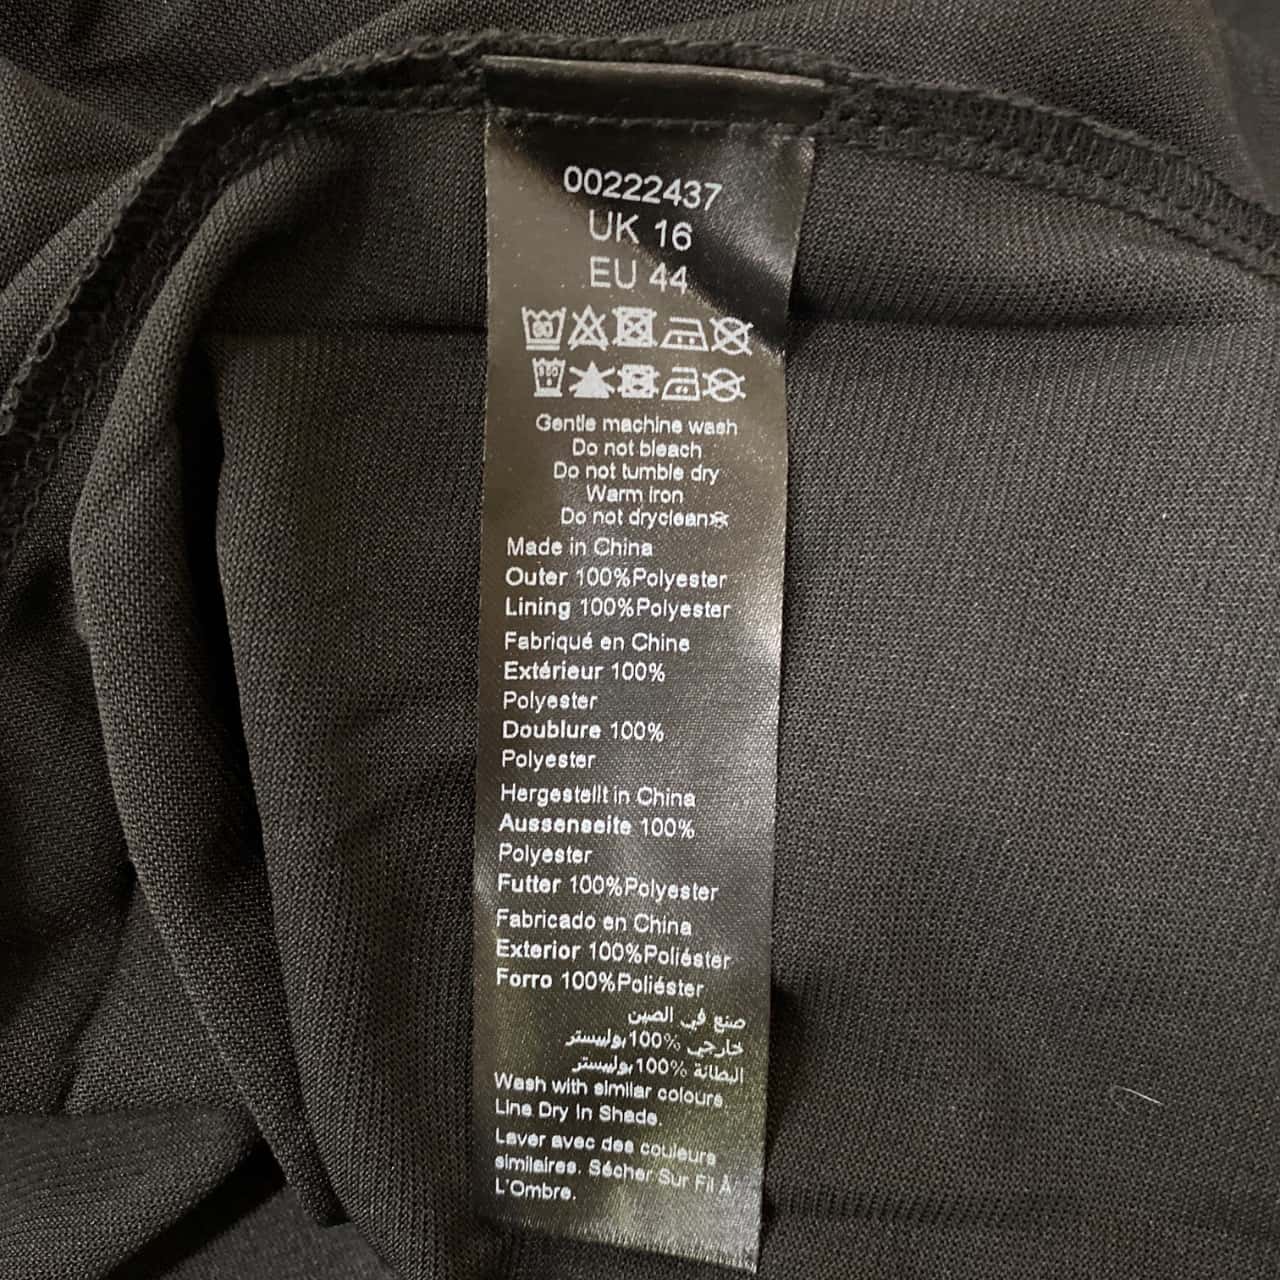 00222437
UK 16
EU 44
Gentle machine wash
Do not bleach
Do not tumble dry
Warm iron
Do not dryclean
Made in China
Outer 100%Polyester
Lining 100%Polyester
Fabriqué en Chine
Extérieur 100%
Polyester
Doublure 100%
Polyester
Hergestellt in China
Aussenseite 100%
Polyester
Futter 100%Polyester
Fabricado en China
Exterior 100%Poliéster
Forro 100%Poliéster
صنع في الصين
خارجي 100%بوليستر
البطانة 100%بوليستر
Wash with similar colours.
Line Dry In Shade.
Laver avec des couleurs
similaires. Sécher Sur Fil À
L'Ombre.